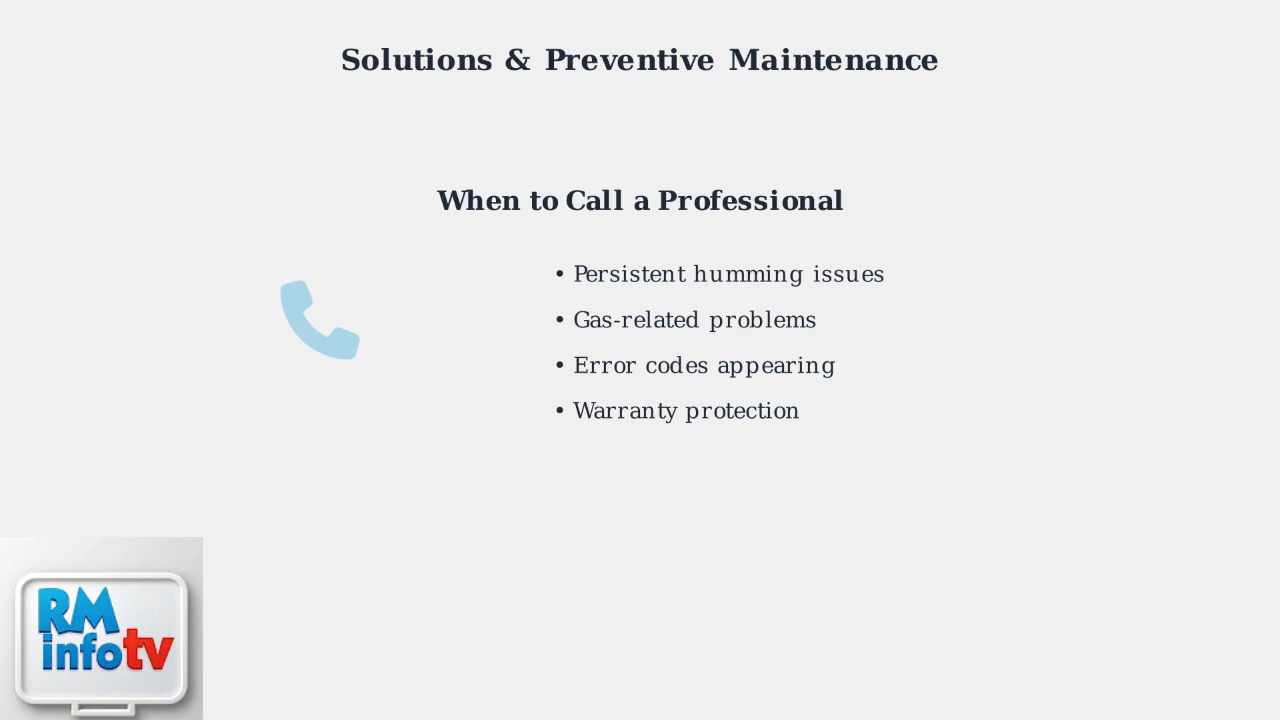 Solutions & Preventive Maintenance
When to Call a Professional
• Persistent humming issues
• Gas-related problems
• Error codes appearing
• Warranty protection
RM
infotv